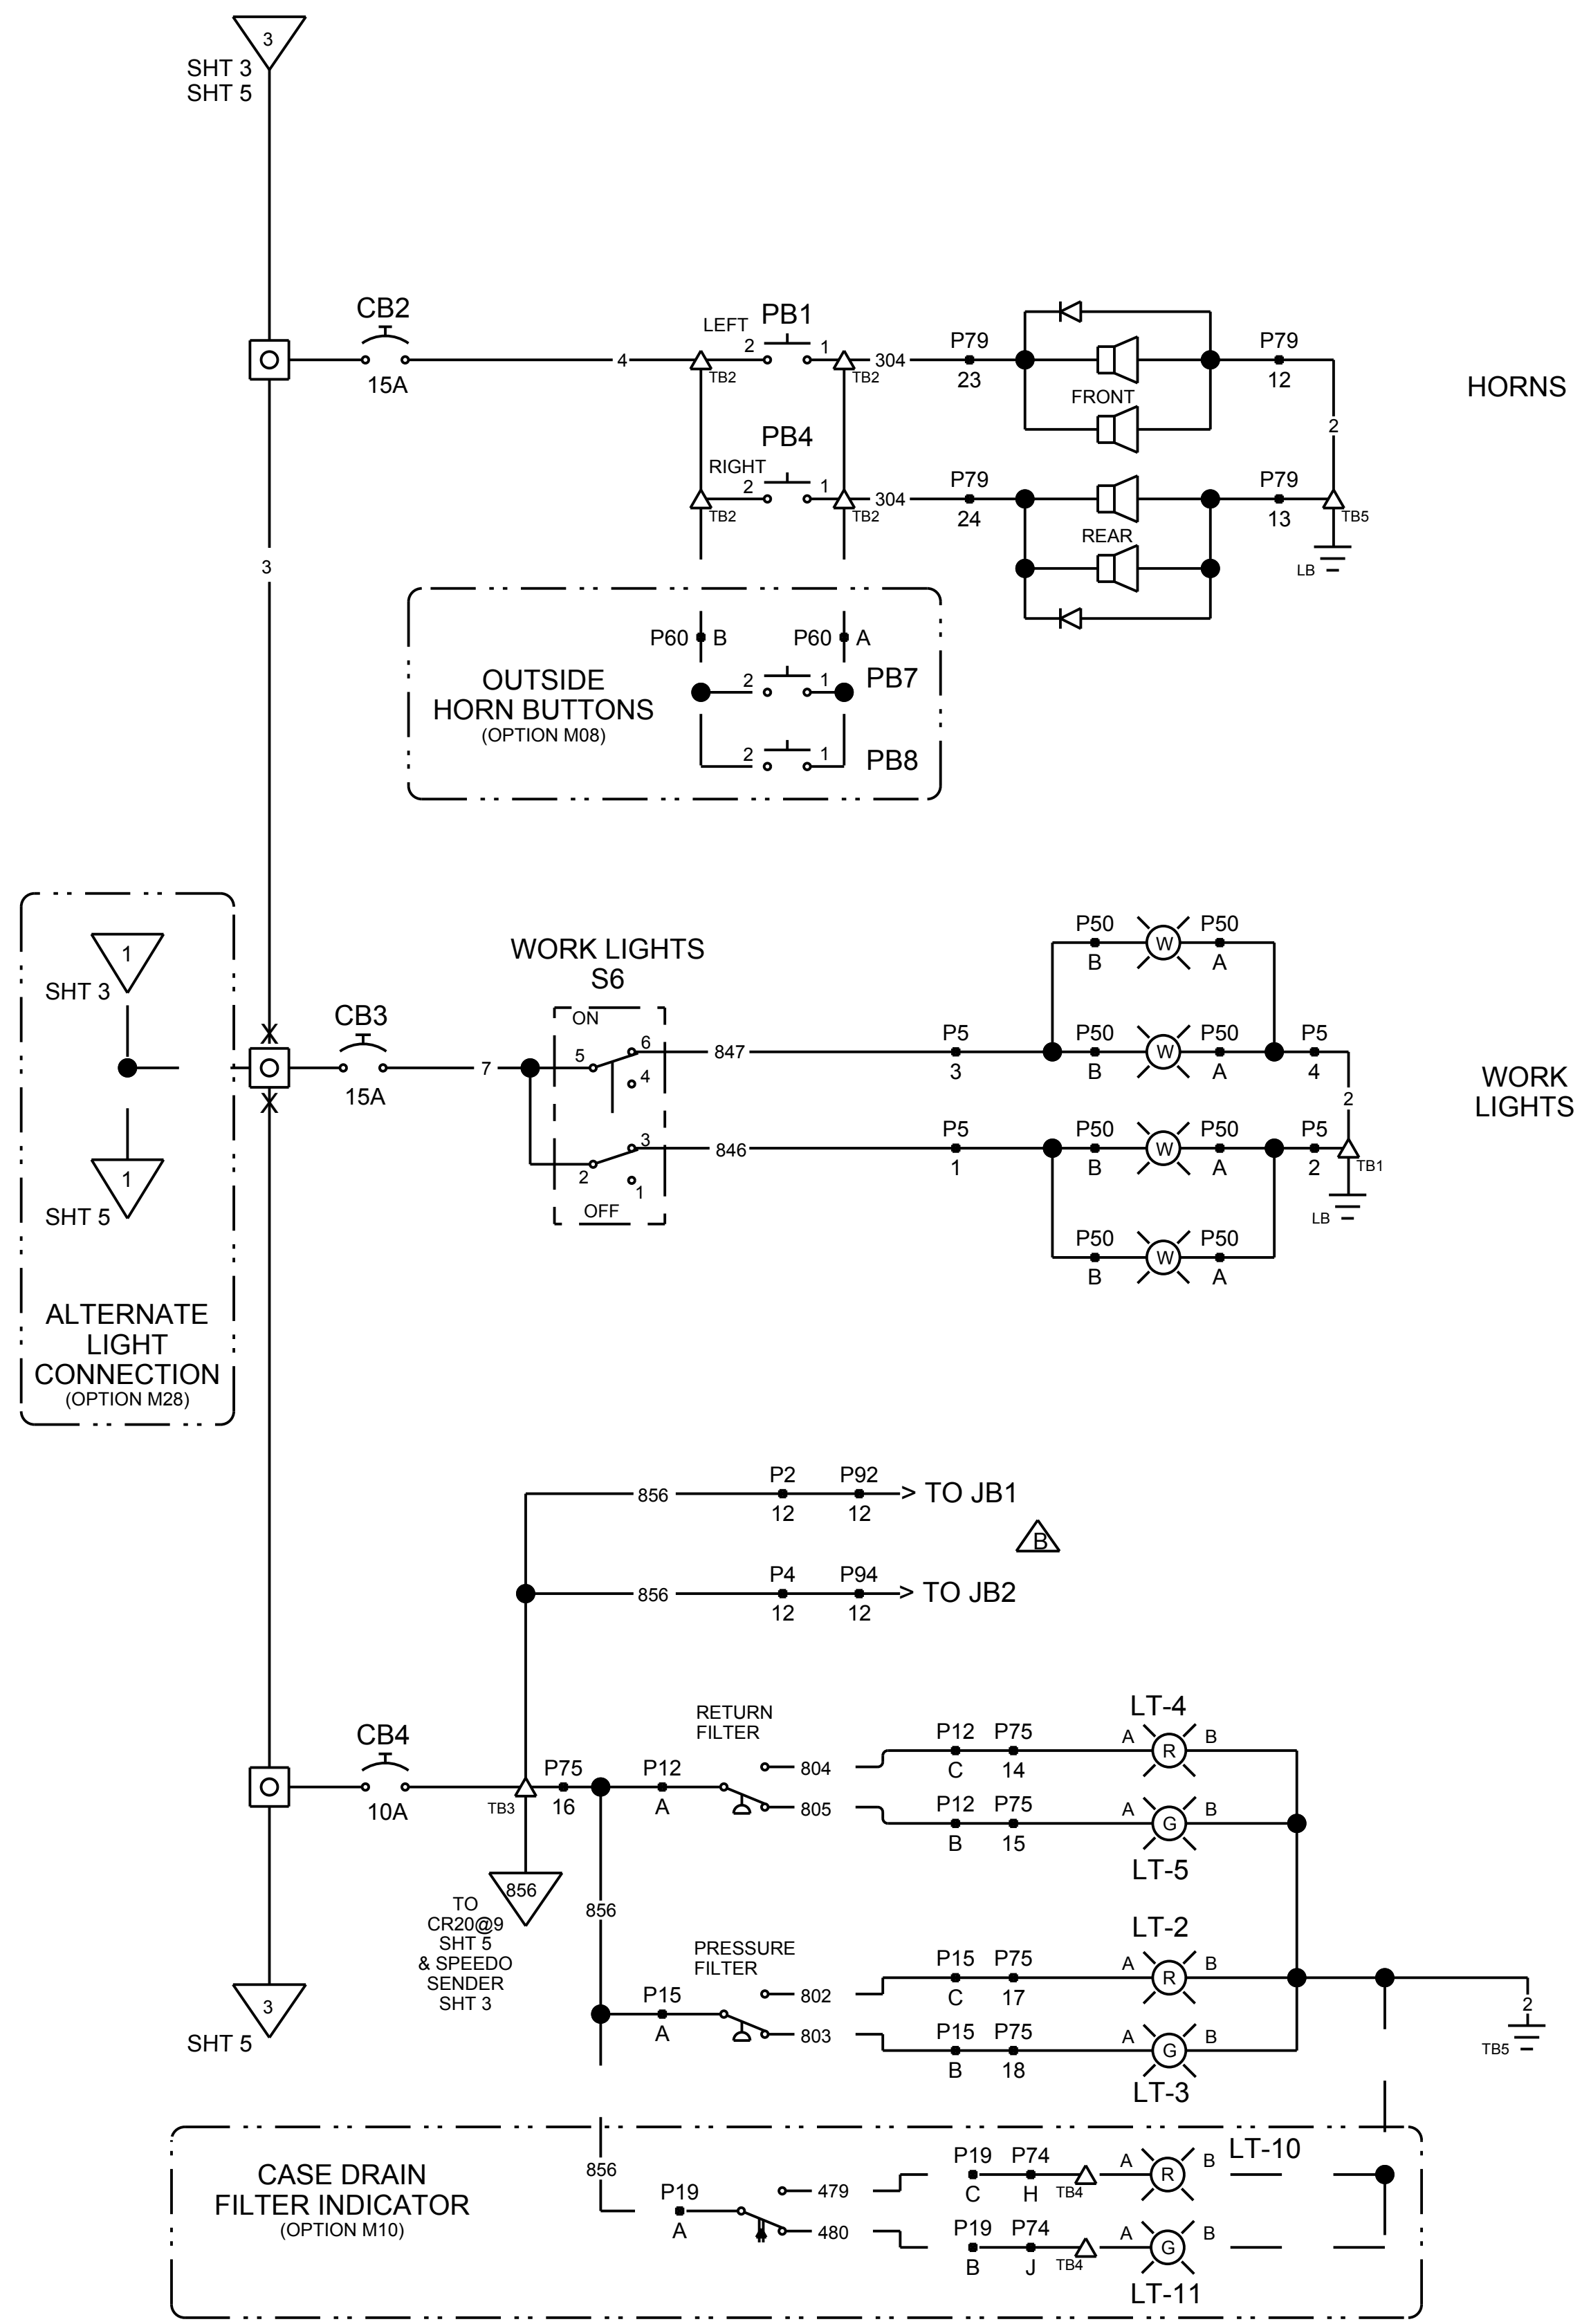 3
SHT 3
SHT 5
CB2
15A
4
LEFT
PB1
2
1
TB2
TB2
304
P79
23
FRONT
P79
12
2
HORNS
PB4
RIGHT
2
1
TB2
TB2
304
P79
24
REAR
P79
13
TB5
LB
3
P60
B
P60
A
OUTSIDE
HORN BUTTONS
(OPTION M08)
2
1
PB7
2
1
PB8
1
SHT 3
1
SHT 5
ALTERNATE
LIGHT
CONNECTION
(OPTION M28)
X
X
CB3
15A
7
WORK LIGHTS
S6
ON
5
6
4
2
3
1
OFF
847
846
P5
3
P5
1
P50
B
W
P50
A
P50
B
W
P50
A
P5
4
2
P50
B
W
P50
A
P5
2
TB1
LB
P50
B
W
P50
A
WORK
LIGHTS
856
P2
12
P92
12
> TO JB1
B
856
P4
12
P94
12
> TO JB2
CB4
10A
TB3
P75
16
P12
A
RETURN
FILTER
804
805
P12
C
P75
14
LT-4
A
R
B
P12
B
P75
15
A
G
B
LT-5
856
TO
CR20@9
SHT 5
& SPEEDO
SENDER
SHT 3
856
3
SHT 5
P15
A
PRESSURE
FILTER
802
803
P15
C
P75
17
LT-2
A
R
B
P15
B
P75
18
A
G
B
LT-3
2
TB5
CASE DRAIN
FILTER INDICATOR
(OPTION M10)
856
P19
A
479
480
P19
C
P74
H
TB4
A
R
B
LT-10
P19
B
P74
J
TB4
A
G
B
LT-11